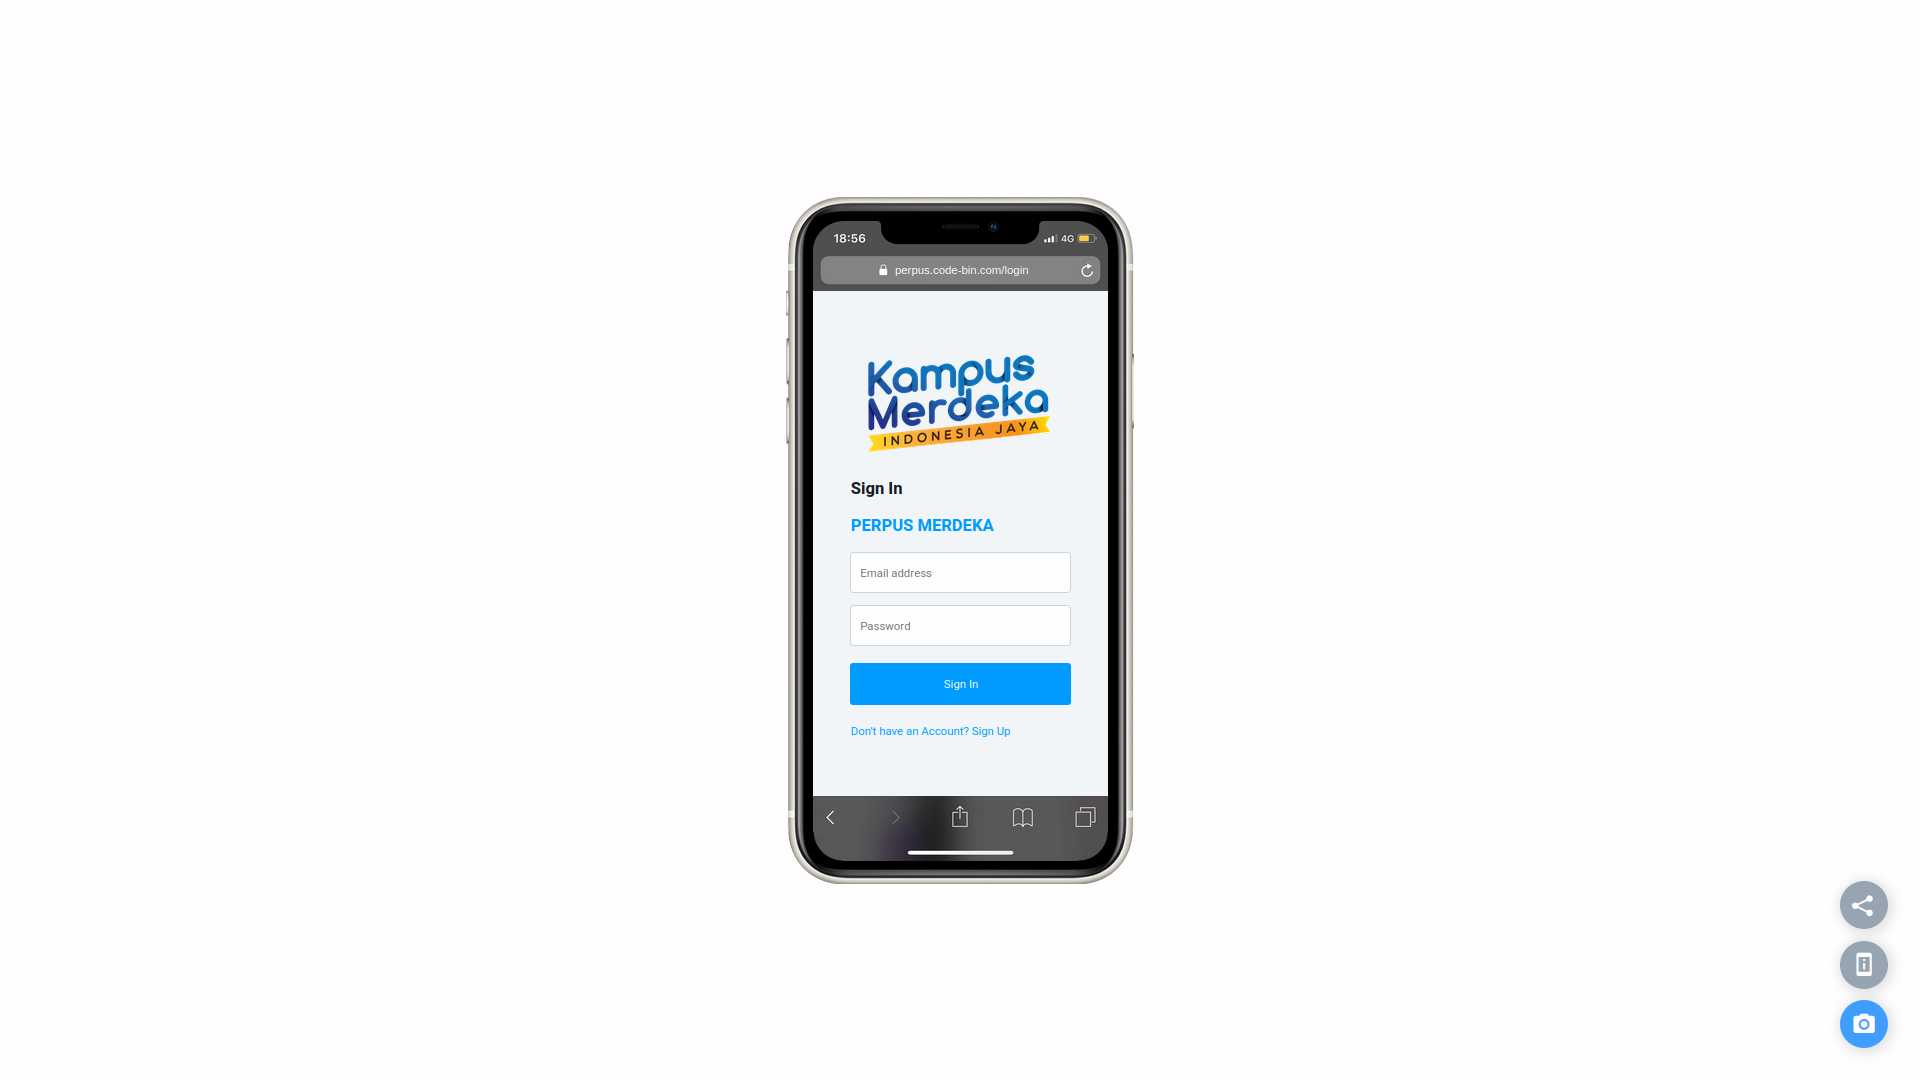 18:56
4G
perpus.code-bin.com/login
Kampus
Merdeka
INDONESIA JAYA
Sign In
PERPUS MERDEKA
Email address
Password
Sign In
Don't have an Account? Sign Up